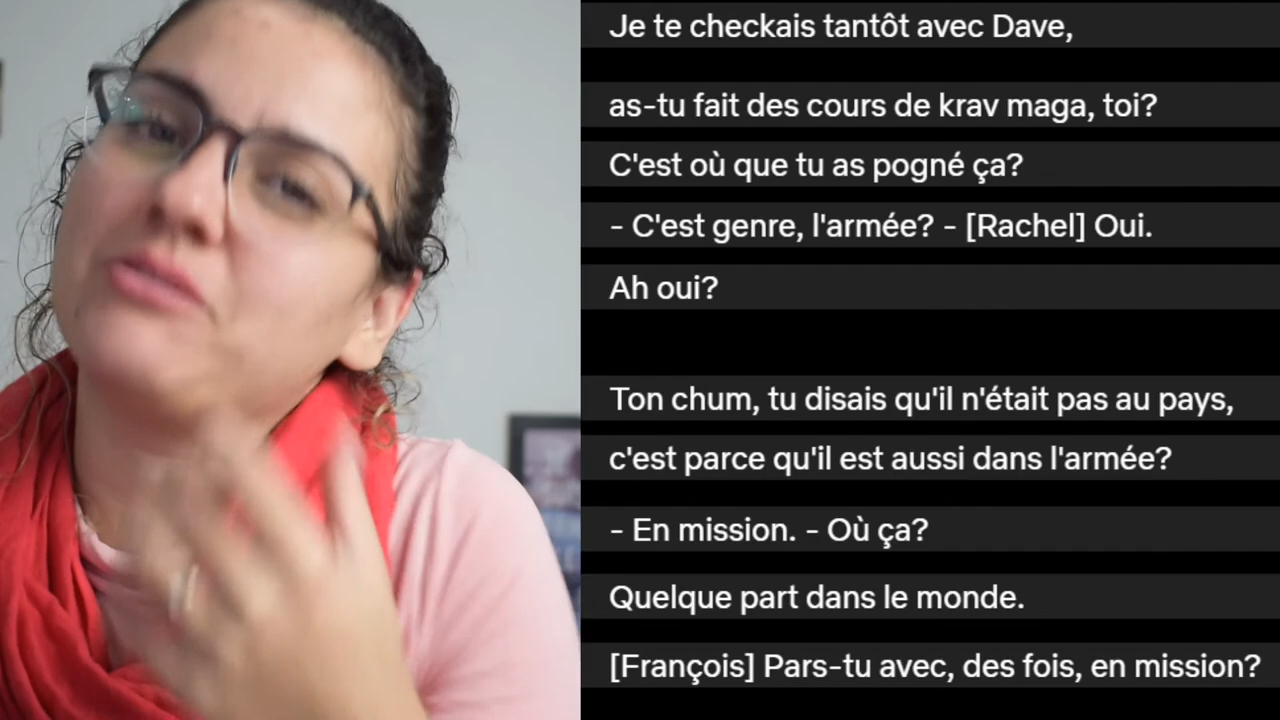 Je te checkais tantôt avec Dave,
as-tu fait des cours de krav maga, toi?
C'est où que tu as pogné ça?
- C'est genre, l'armée? - [Rachel] Oui.
Ah oui?
Ton chum, tu disais qu'il n'était pas au pays,
c'est parce qu'il est aussi dans l'armée?
- En mission. - Où ça?
Quelque part dans le monde.
[François] Pars-tu avec, des fois, en mission?